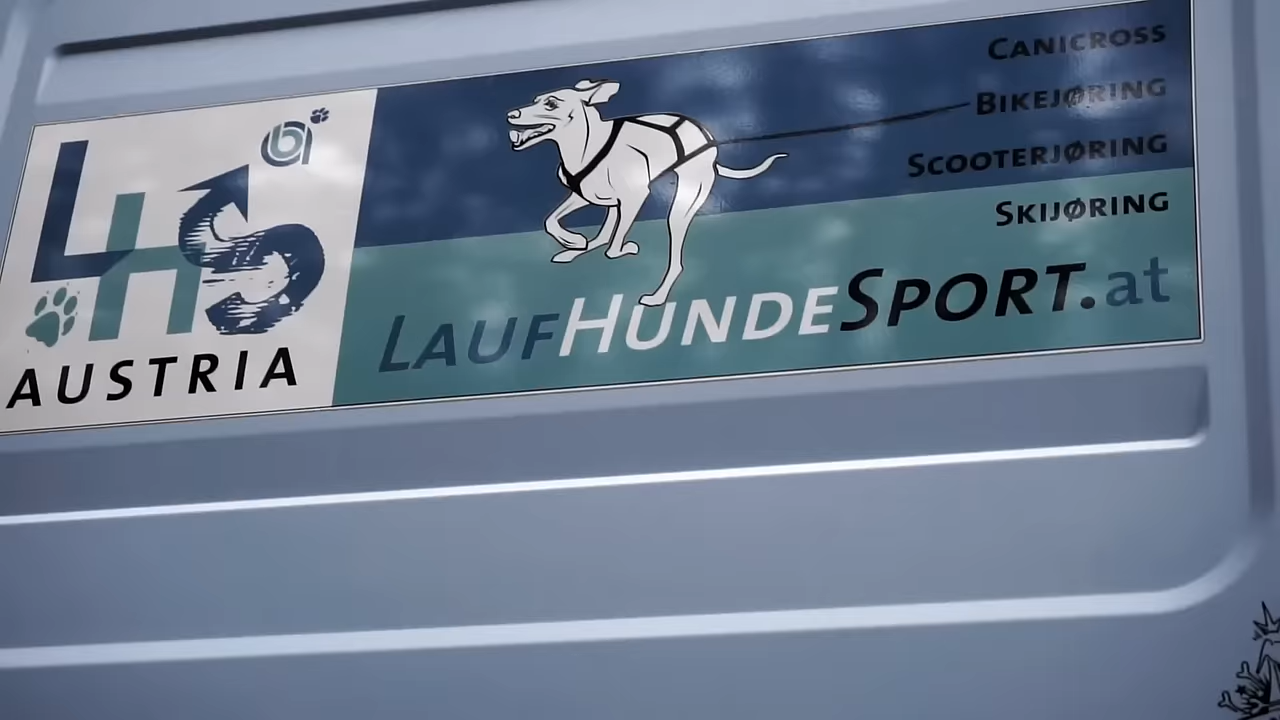 LHS
AUSTRIA
CANICROSS
BIKEJØRING
SCOOTERJØRING
SKIJØRING
LAUFHUNDESPORT.at